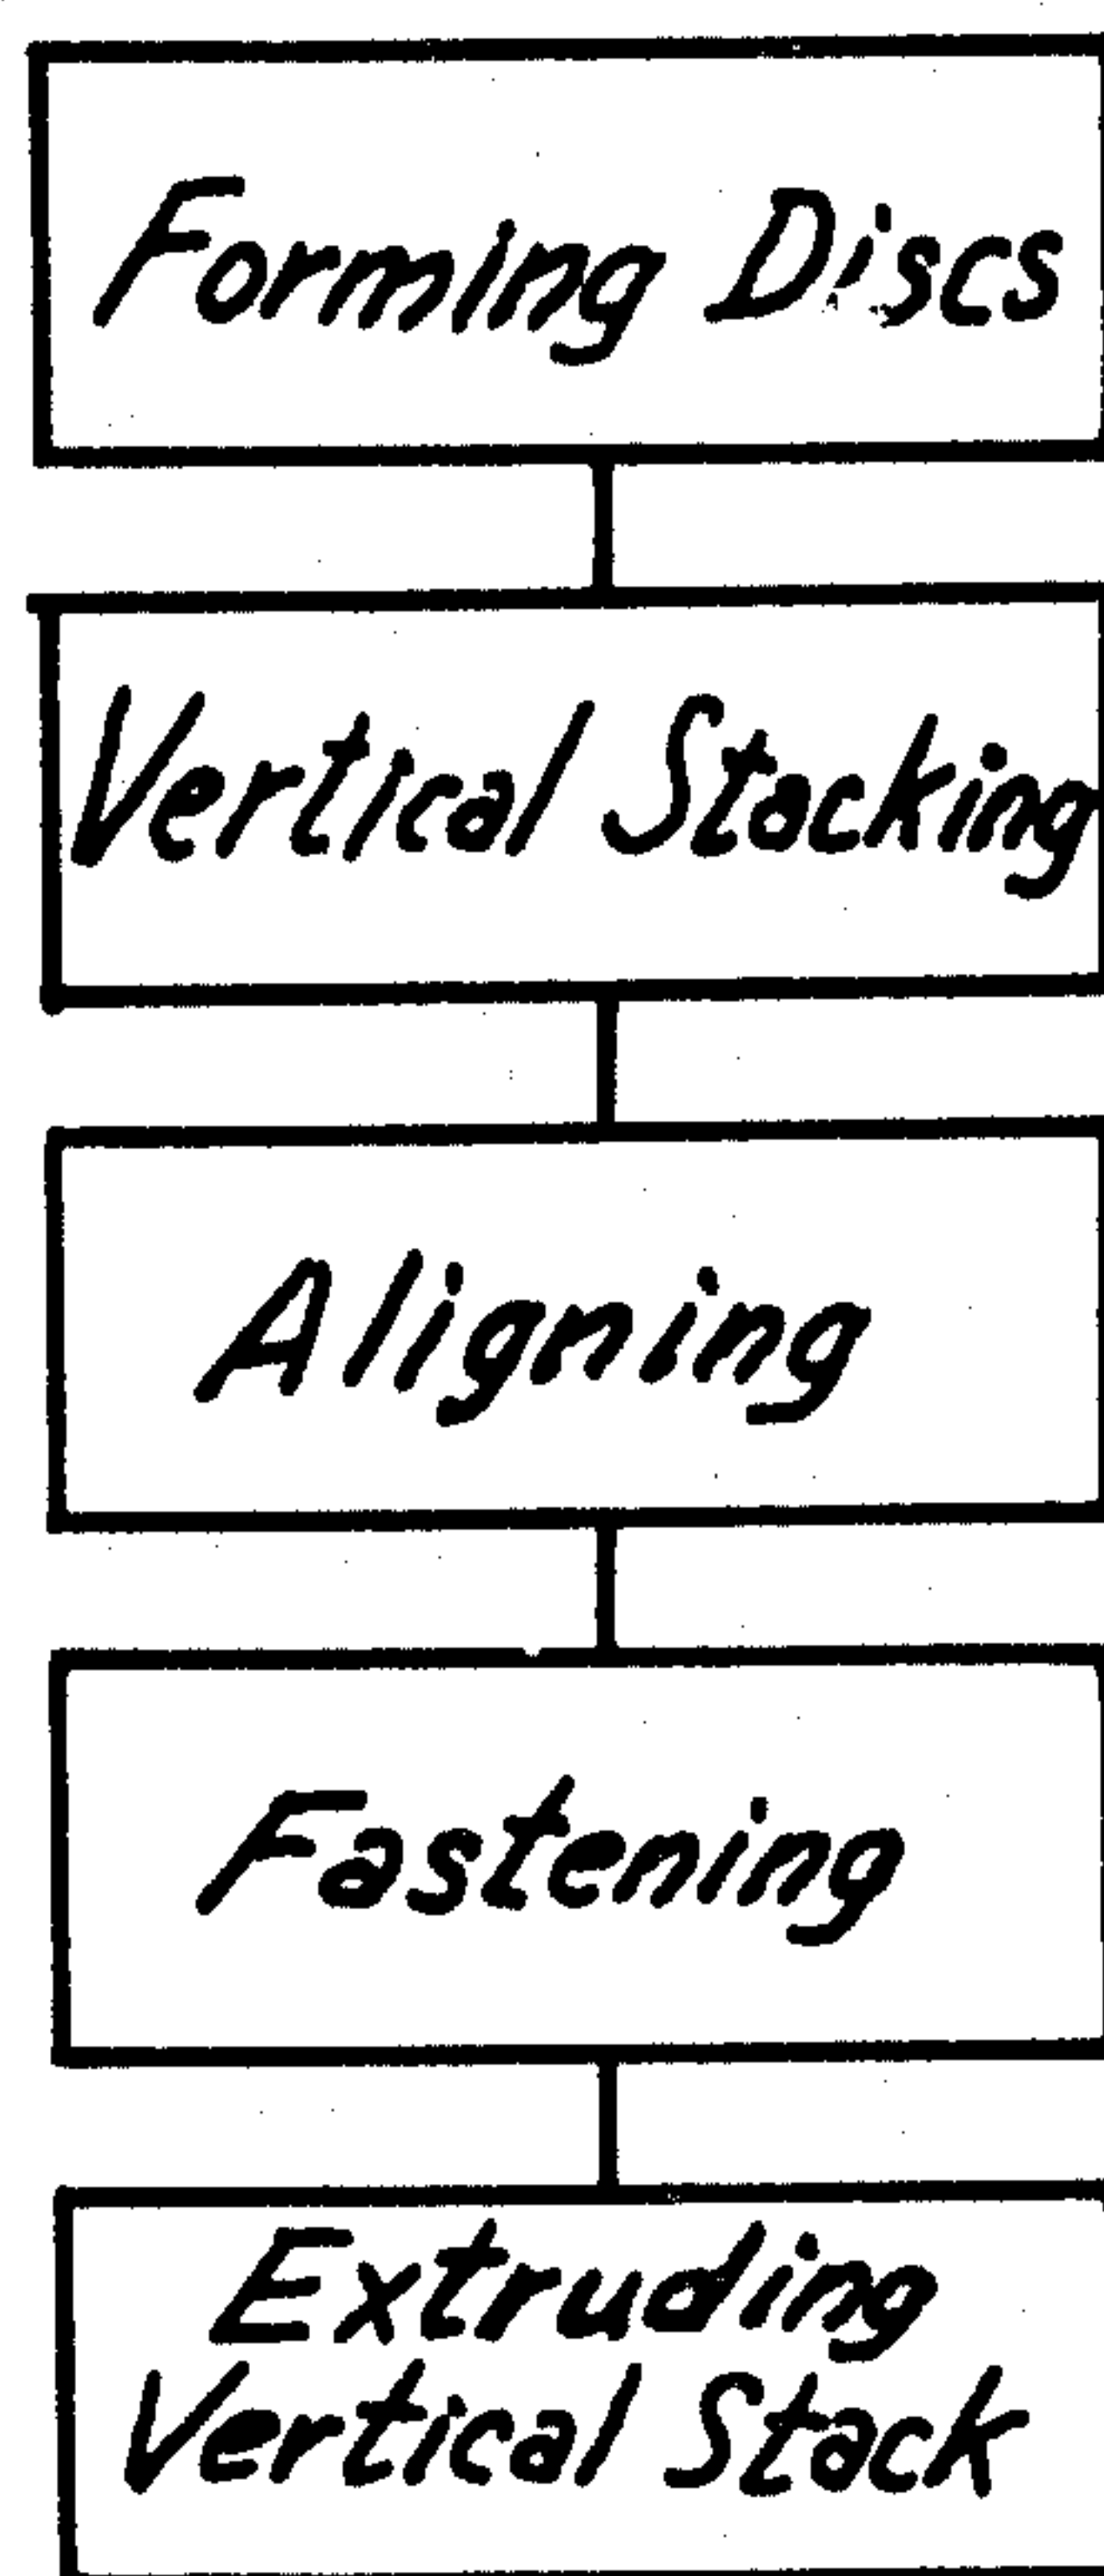 Forming Discs
Vertical Stacking
Aligning
Fastening
Extruding
Vertical Stack